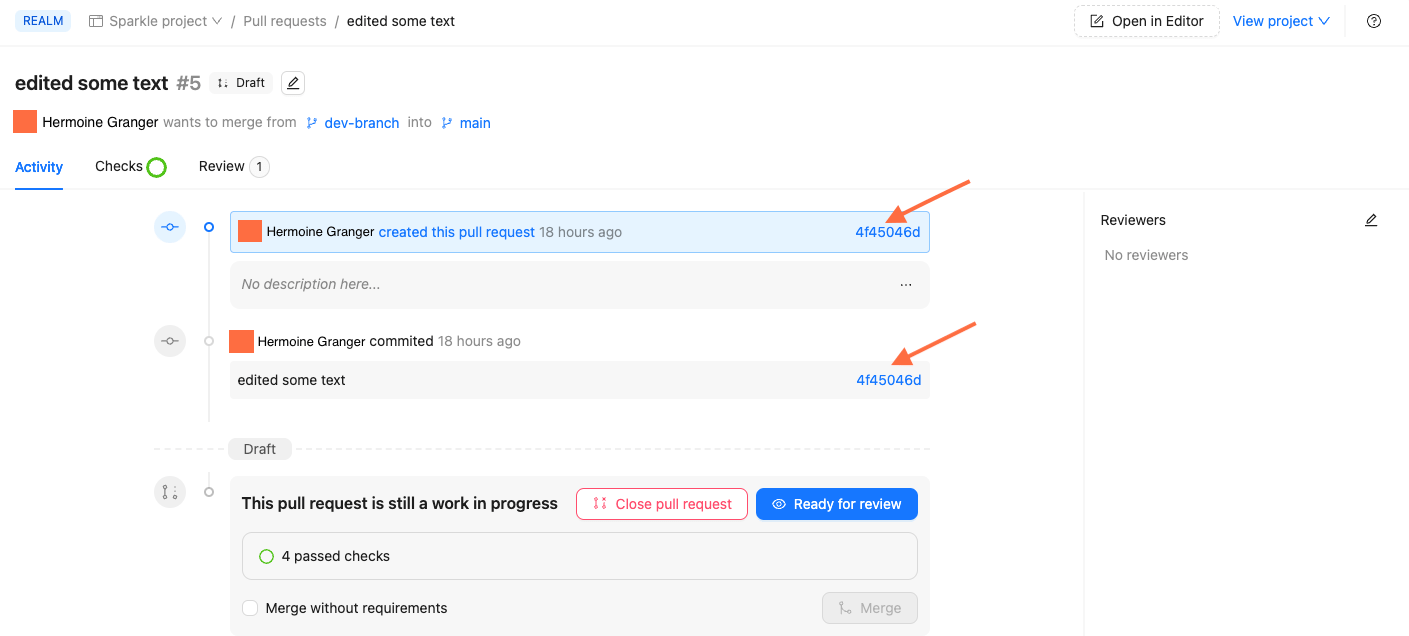 REALM Sparkle project / Pull requests / edited some text Open in Editor View project
edited some text #5 Draft
Hermoine Granger wants to merge from dev-branch into main
Activity Checks Review 1
Hermoine Granger created this pull request 18 hours ago 4f45046d
Reviewers
No reviewers
No description here... ...
Hermoine Granger commited 18 hours ago
edited some text 4f45046d
Draft
This pull request is still a work in progress Close pull request Ready for review
4 passed checks
Merge without requirements Merge